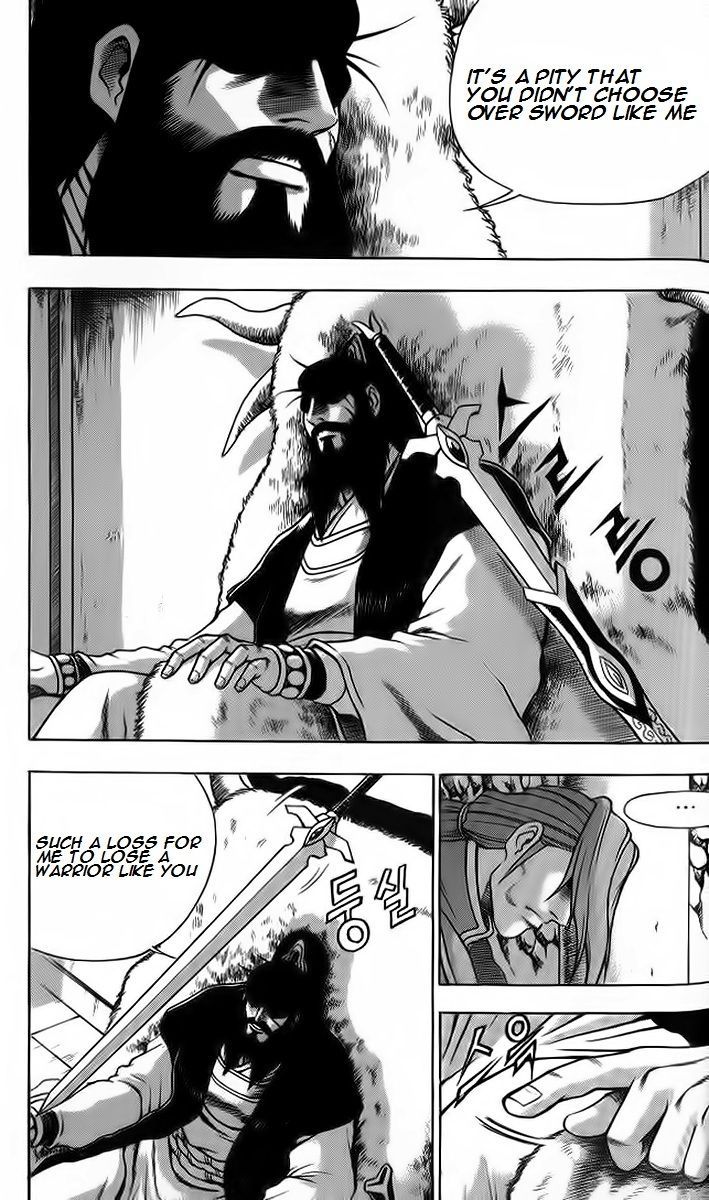 IT'S A PITY THAT
YOU DIDN'T CHOOSE
OVER SWORD LIKE ME
스르릉
SUCH A LOSS FOR
ME TO LOSE A
WARRIOR LIKE YOU
둥실
...
스윽